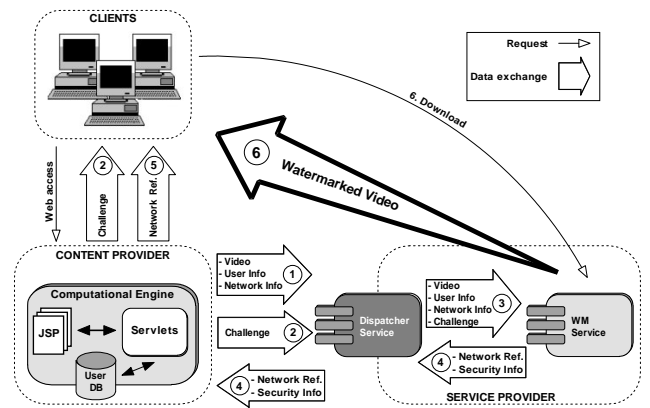 CLIENTS
Request
Data exchange
6. Download
6
Watermarked Video
Web access
2
Challenge
5
Network Ref.
CONTENT PROVIDER
Computational Engine
JSP
Servlets
User
DB
- Video
- User Info
- Network Info
1
Challenge
2
4
- Network Ref.
- Security Info
Dispatcher
Service
- Video
- User Info
- Network Info
- Challenge
3
WM
Service
4
- Network Ref.
- Security Info
SERVICE PROVIDER